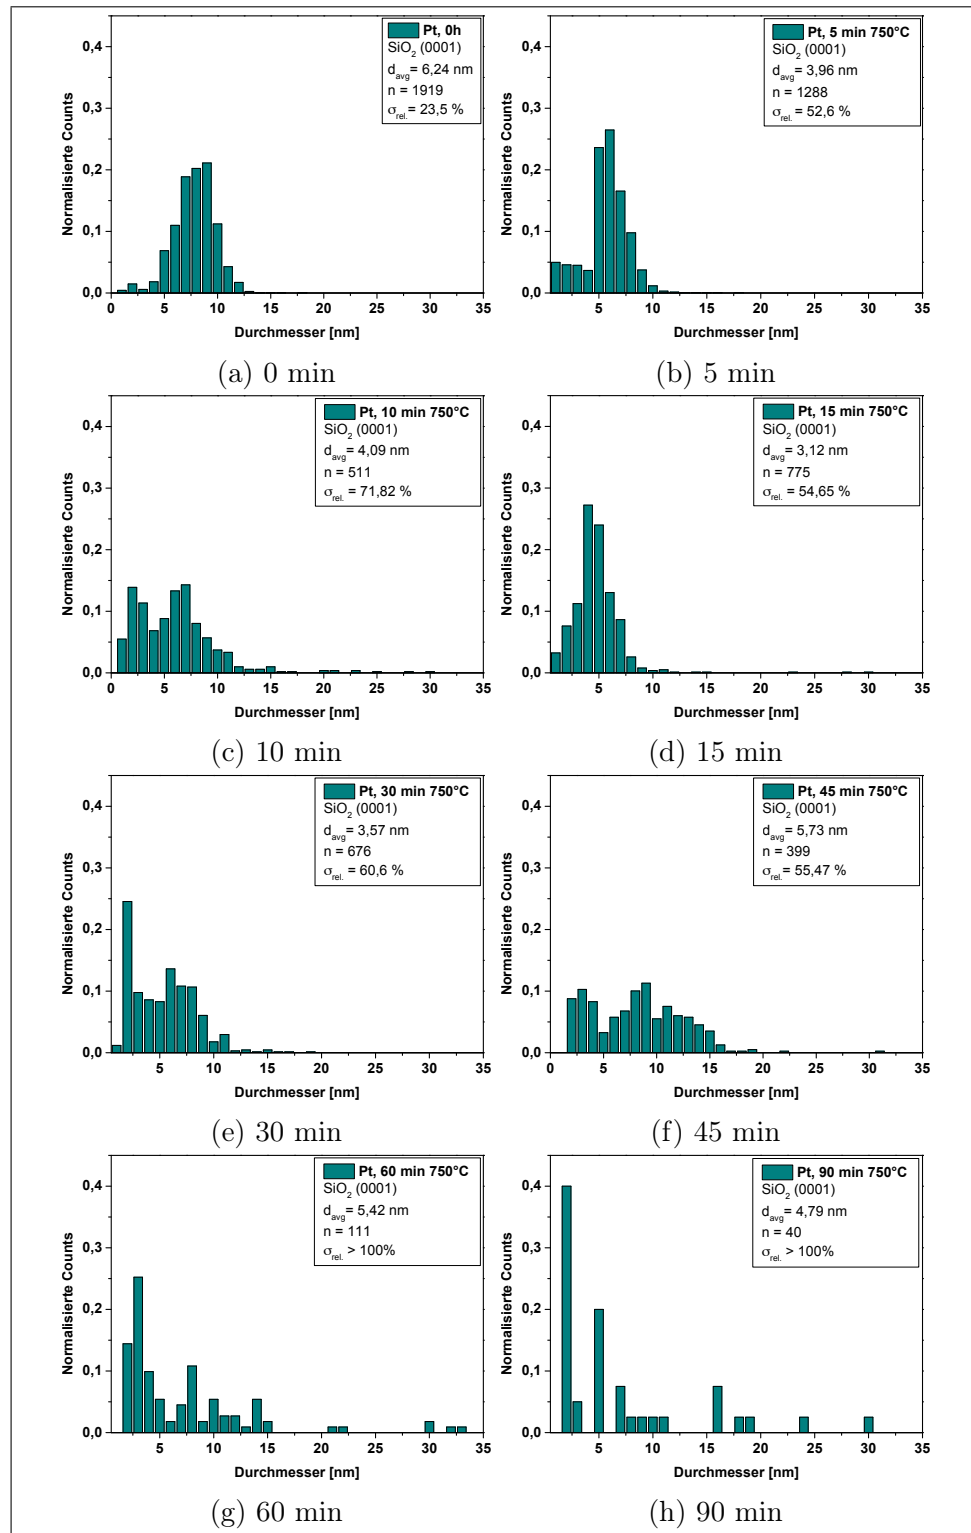 Pt, 0h
SiO2 (0001)
davg= 6,24 nm
n = 1919
σrel.= 23,5 %
Normalisierte Counts
0,4
0,3
0,2
0,1
0,0
0 5 10 15 20 25 30 35
Durchmesser [nm]
(a) 0 min
Pt, 5 min 750°C
SiO2 (0001)
davg= 3,96 nm
n = 1288
σrel.= 52,6 %
Normalisierte Counts
0,4
0,3
0,2
0,1
0,0
5 10 15 20 25 30 35
Durchmesser [nm]
(b) 5 min
Pt, 10 min 750°C
SiO2 (0001)
davg= 4,09 nm
n = 511
σrel. = 71,82 %
Normalisierte Counts
0,4
0,3
0,2
0,1
0,0
0 5 10 15 20 25 30 35
Durchmesser [nm]
(c) 10 min
Pt, 15 min 750°C
SiO2 (0001)
davg= 3,12 nm
n = 775
σrel. = 54,65 %
Normalisierte Counts
0,4
0,3
0,2
0,1
0,0
5 10 15 20 25 30 35
Durchmesser [nm]
(d) 15 min
Pt, 30 min 750°C
SiO2 (0001)
davg= 3,57 nm
n = 676
σrel. = 60,6 %
Normalisierte Counts
0,4
0,3
0,2
0,1
0,0
5 10 15 20 25 30 35
Durchmesser [nm]
(e) 30 min
Pt, 45 min 750°C
SiO2 (0001)
davg= 5,73 nm
n = 399
σrel. = 55,47 %
Normalisierte Counts
0,4
0,3
0,2
0,1
0,0
0 5 10 15 20 25 30 35
Durchmesser [nm]
(f) 45 min
Pt, 60 min 750°C
SiO2 (0001)
davg= 5,42 nm
n = 111
σrel. > 100%
Normalisierte Counts
0,4
0,3
0,2
0,1
0,0
5 10 15 20 25 30 35
Durchmesser [nm]
(g) 60 min
Pt, 90 min 750°C
SiO2 (0001)
davg= 4,79 nm
n = 40
σrel. > 100%
Normalisierte Counts
0,4
0,3
0,2
0,1
0,0
5 10 15 20 25 30 35
Durchmesser [nm]
(h) 90 min